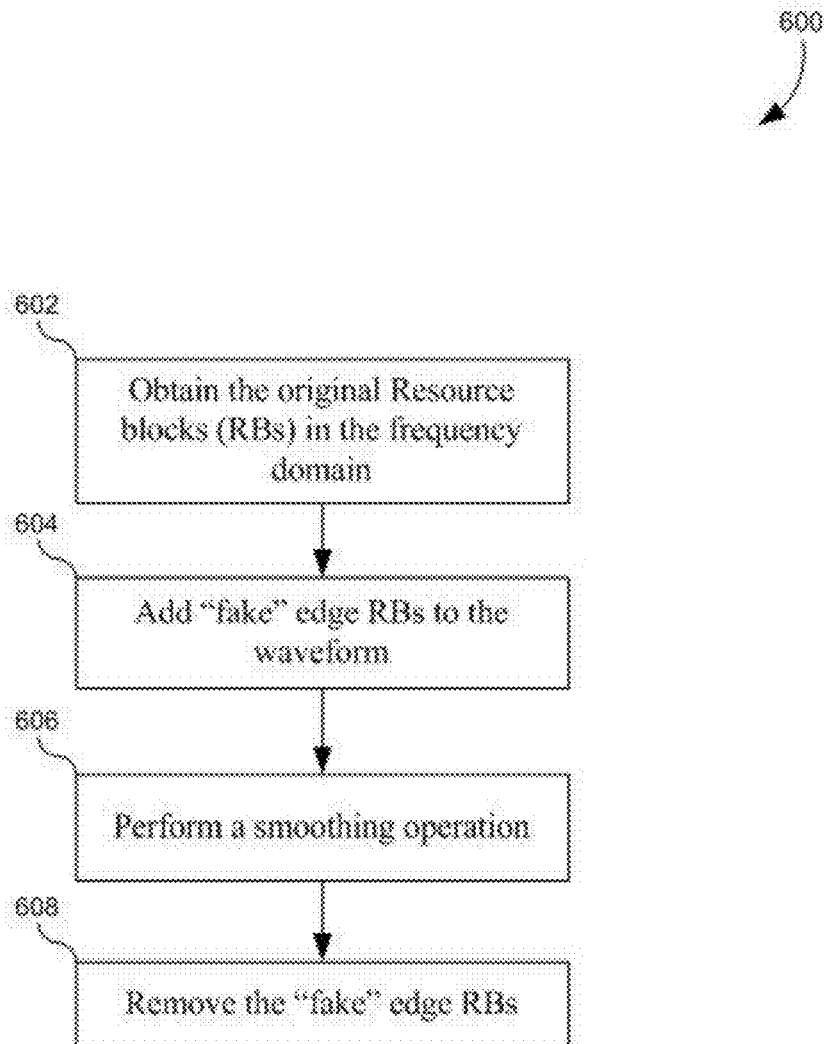 600
602
Obtain the original Resource
blocks (RBs) in the frequency
domain
604
Add “fake” edge RBs to the
waveform
606
Perform a smoothing operation
608
Remove the “fake” edge RBs